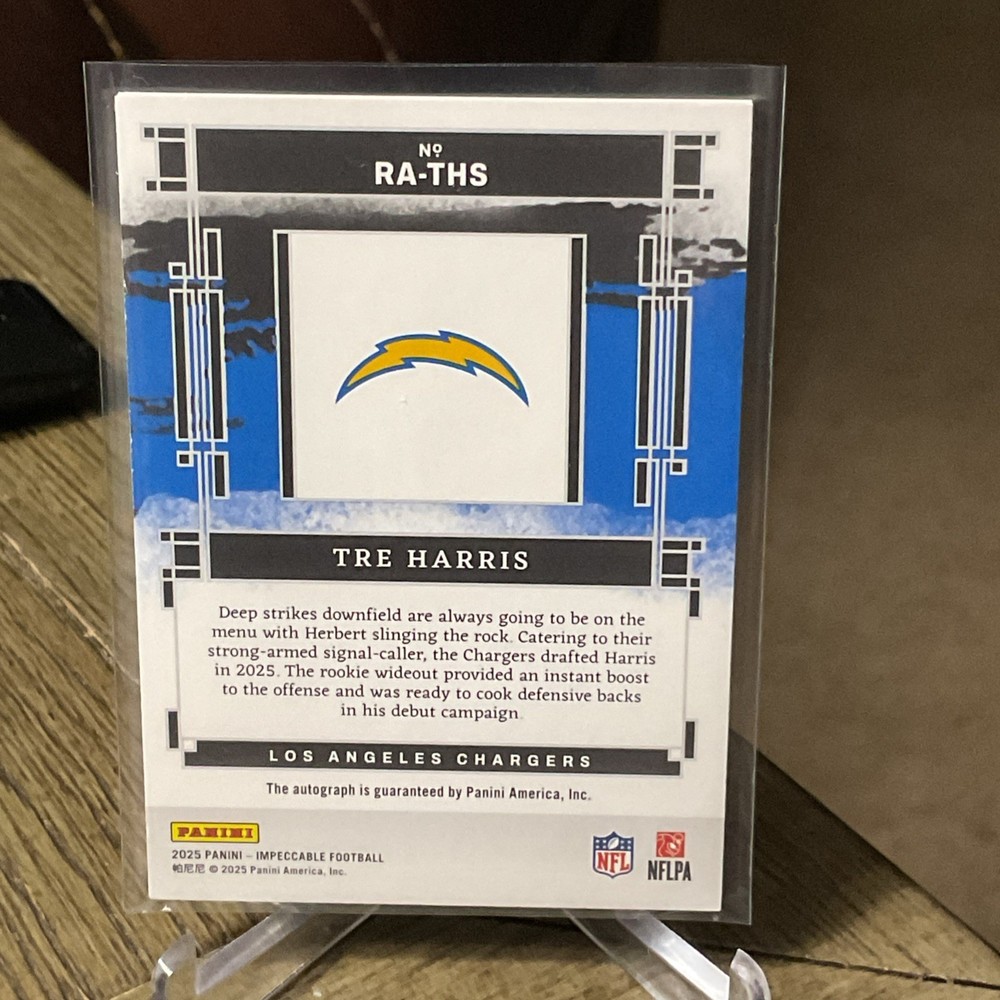 Nº
RA-THS
TRE HARRIS
Deep strikes downfield are always going to be on the
menu with Herbert slinging the rock. Catering to their
strong-armed signal-caller, the Chargers drafted Harris
in 2025. The rookie wideout provided an instant boost
to the offense and was ready to cook defensive backs
in his debut campaign.
LOS ANGELES CHARGERS
The autograph is guaranteed by Panini America, Inc.
PANINI
2025 PANINI – IMPECCABLE FOOTBALL
帕尼尼 © 2025 Panini America, Inc.
NFL
NFLPA